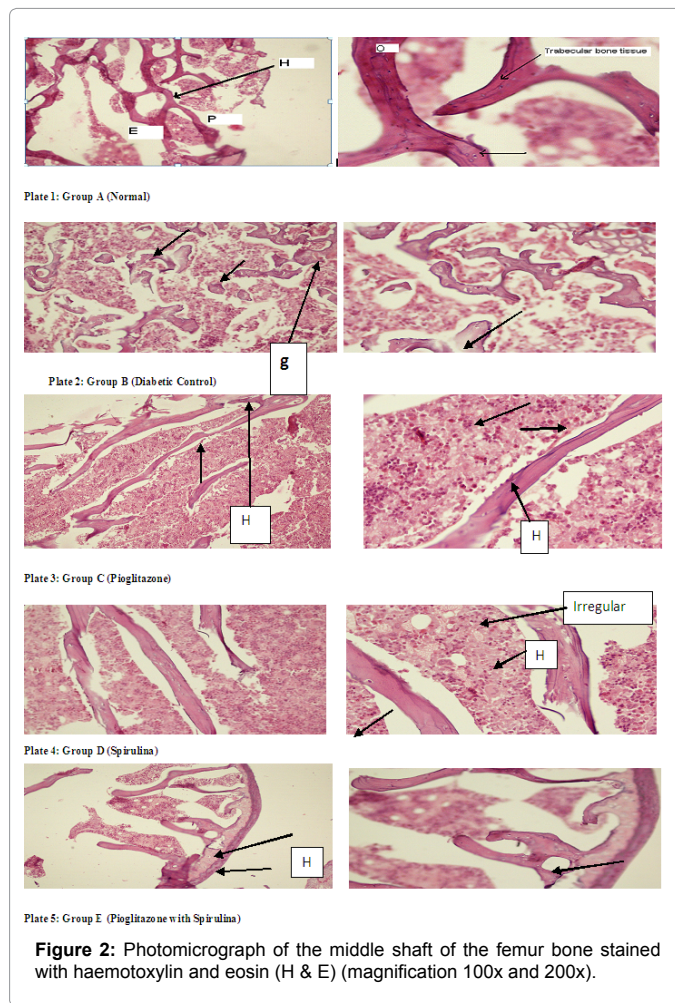 H
E
P
O
Trabecular bone tissue
Plate 1: Group A (Normal)
g
Plate 2: Group B (Diabetic Control)
H
H
Plate 3: Group C (Pioglitazone)
Irregular
H
Plate 4: Group D (Spirulina)
H
Plate 5: Group E (Pioglitazone with Spirulina)
Figure 2: Photomicrograph of the middle shaft of the femur bone stained
with haemotoxylin and eosin (H & E) (magnification 100x and 200x).